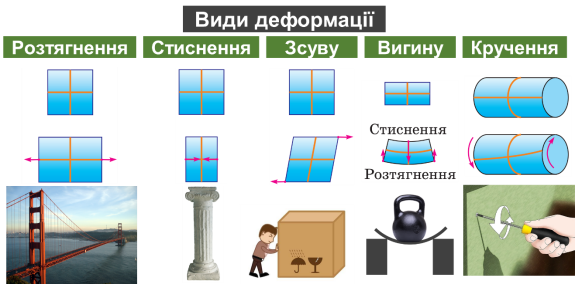 Види деформації
Розтягнення
Стиснення
Зсуву
Вигину
Кручення
Стиснення
Розтягнення